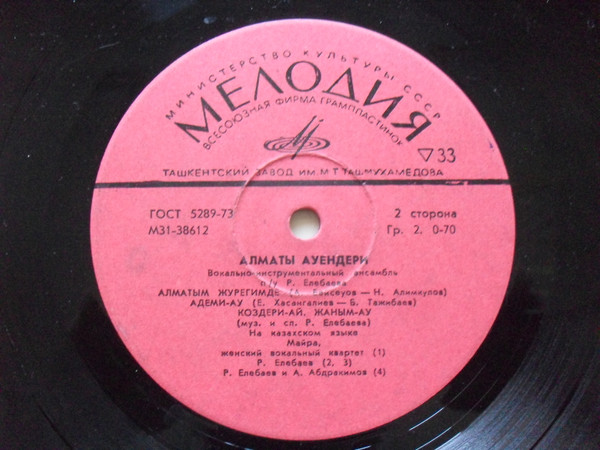 МИНИСТЕРСТВО КУЛЬТУРЫ СССР
МЕЛОДИЯ
ВСЕСОЮЗНАЯ ФИРМА ГРАМПЛАСТИНОК
▽33
ТАШКЕНТСКИЙ ЗАВОД ИМ. М Т ТАШМУХАМЕДОВА
ГОСТ 5289-73 2 сторона
М31-38612 Гр. 2. 0-70
АЛМАТЫ АУЕНДЕРИ
Вокально-инструментальный ансамбль
п/у Р. Елебаева
АЛМАТЫМ ЖУРЕГИМДЕ Бейсеуов — Н. Алимкулов)
АДЕМИ-АУ (Е. Хасангалиев — Б. Тажибаев)
КОЗДЕРИ-АЙ, ЖАНЫМ-АУ
(муз. и сл. Р. Елебаева)
На казахском языке
Майра,
женский вокальный квартет (1)
Р. Елебаев (2, 3)
Р. Елебаев и А. Абдракимов (4)